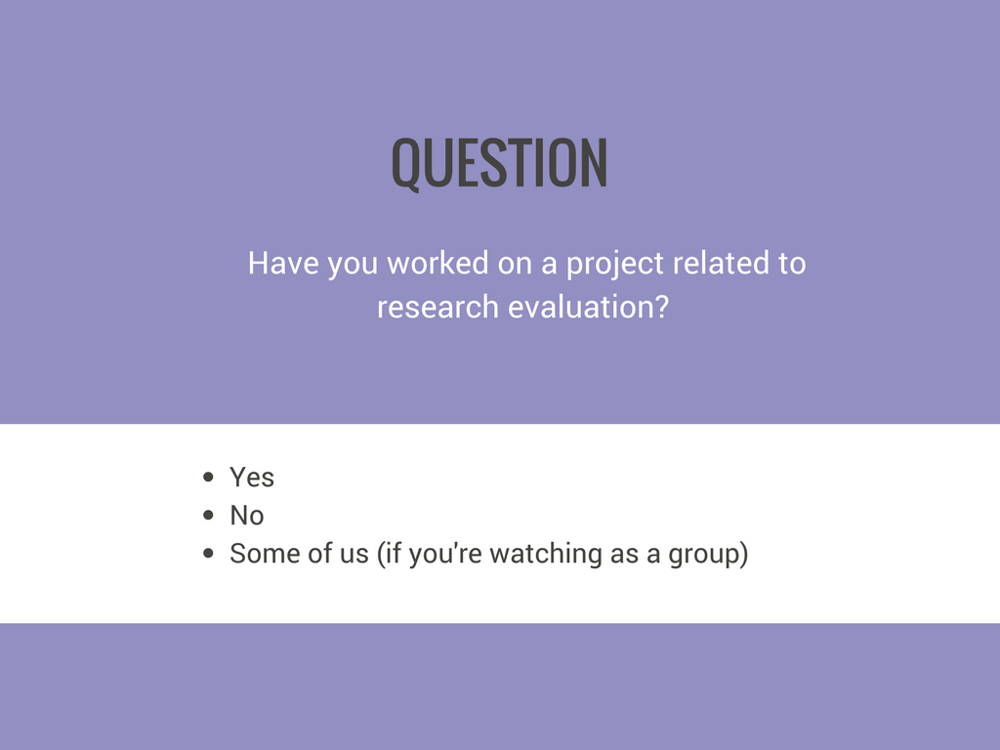 QUESTION
Have you worked on a project related to
research evaluation?
• Yes
• No
• Some of us (if you're watching as a group)